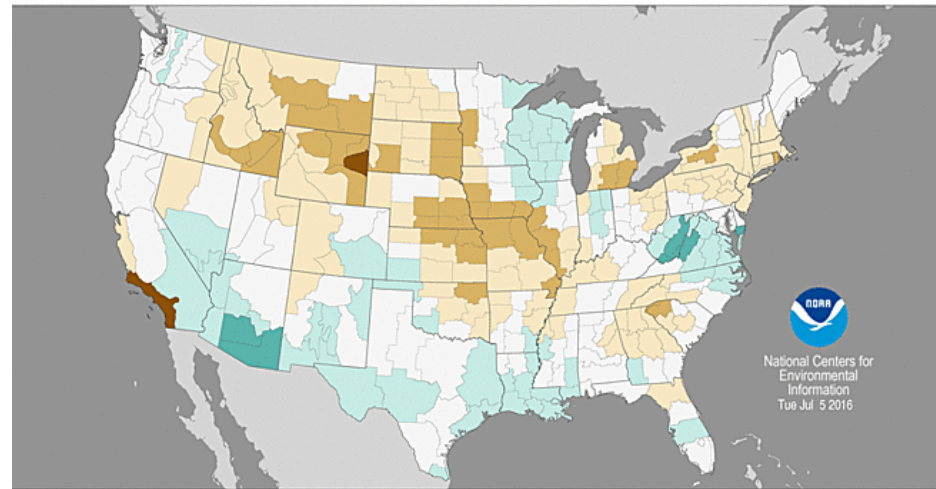 NOAA
National Centers for
Environmental
Information
Tue Jul 5 2016